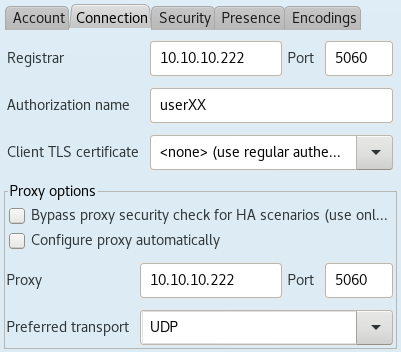 Account Connection Security Presence Encodings
Registrar 10.10.10.222 Port 5060
Authorization name userXX
Client TLS certificate <none> (use regular authe...
Proxy options
Bypass proxy security check for HA scenarios (use onl...
Configure proxy automatically
Proxy 10.10.10.222 Port 5060
Preferred transport UDP